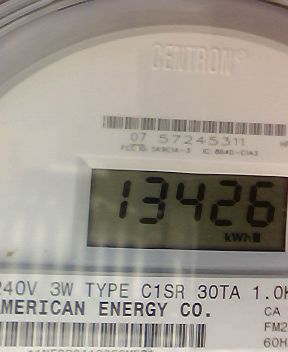 CENTRON®
07 57245311
13426
kWh
240V 3W TYPE C1SR 30TA 1.0K
AMERICAN ENERGY CO.
CA
FM2
60H